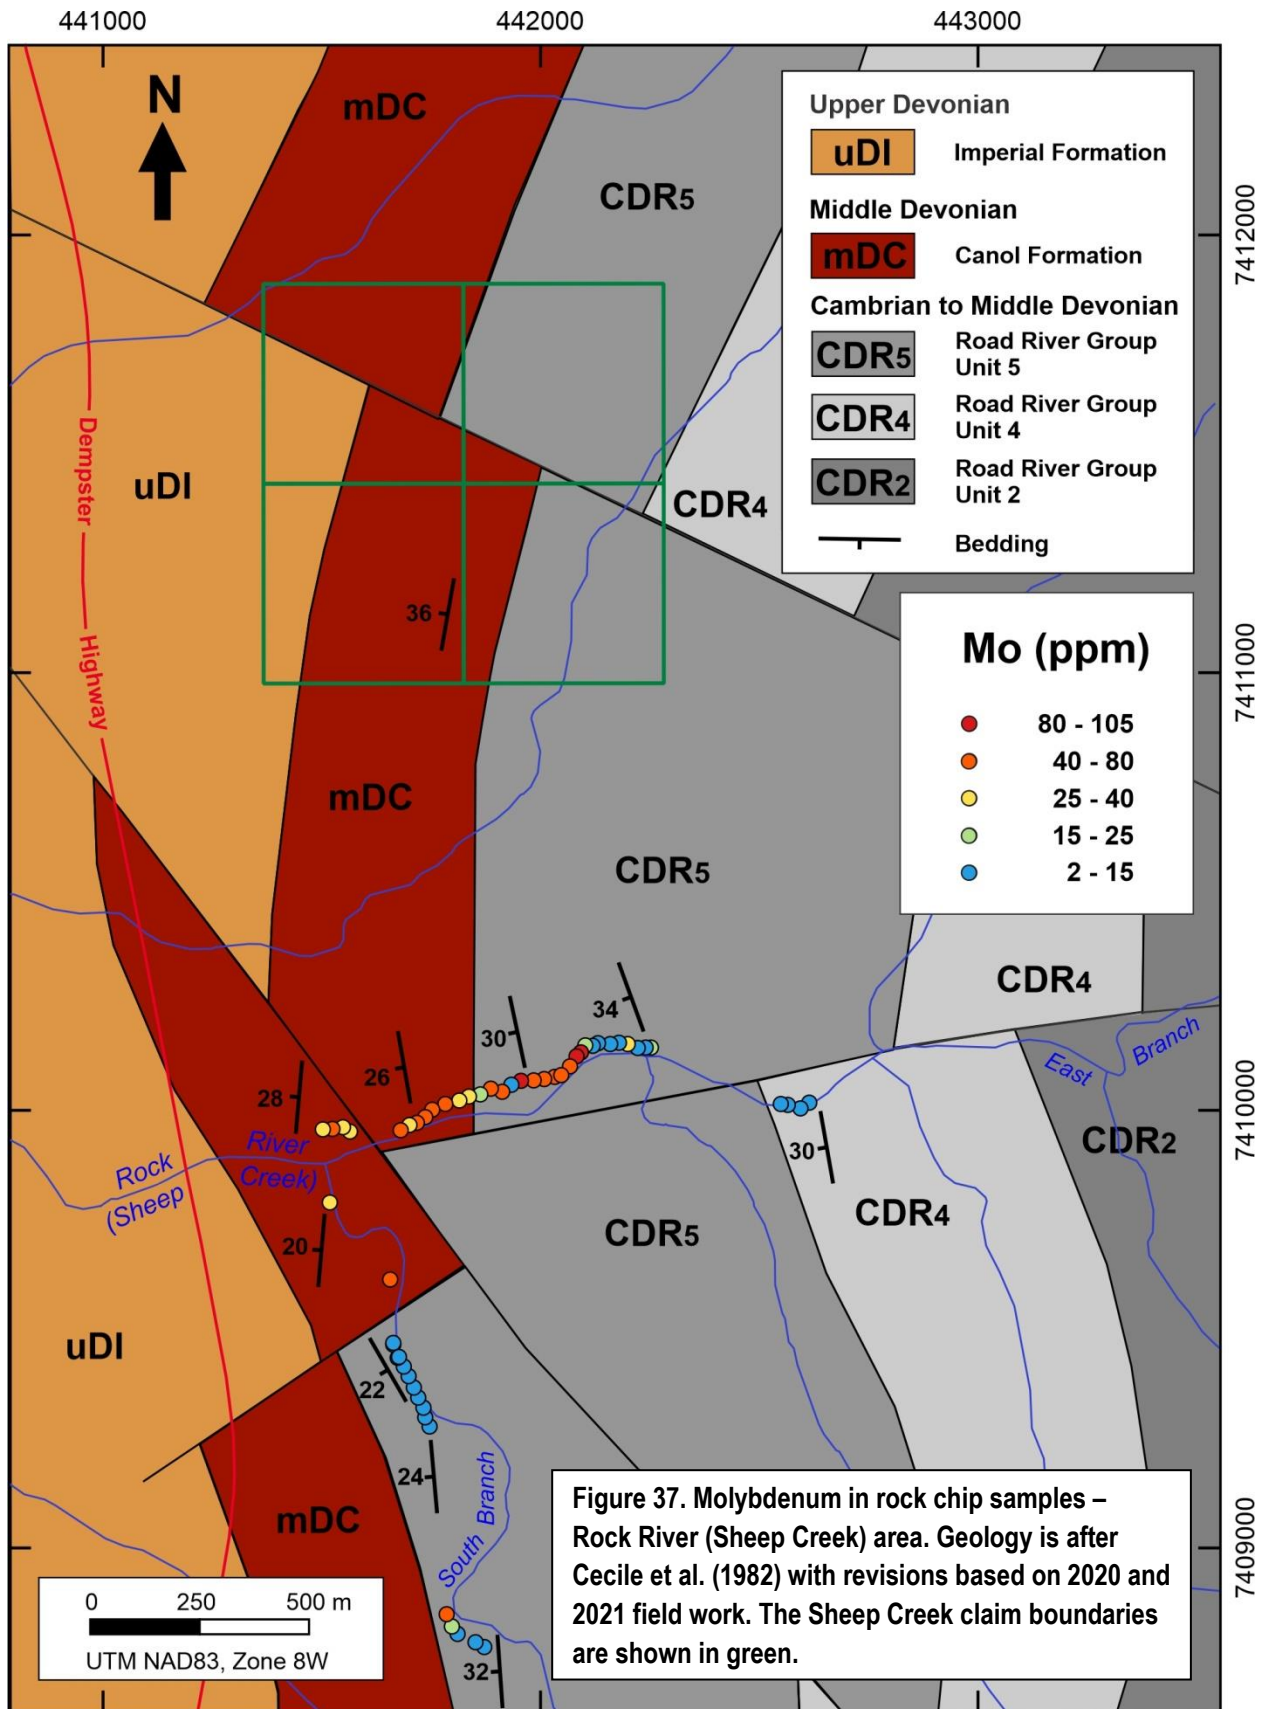 441000
442000
443000
N
mDC
CDR5
Upper Devonian
uDI Imperial Formation
Middle Devonian
mDC Canol Formation
Cambrian to Middle Devonian
CDR5 Road River Group
Unit 5
CDR4 Road River Group
Unit 4
CDR2 Road River Group
Unit 2
Bedding
7412000
Dempster
Highway
uDI
CDR4
36
Mo (ppm)
80 - 105
40 - 80
25 - 40
15 - 25
2 - 15
7411000
mDC
CDR5
CDR4
34
30
26
28
East
Branch
7410000
River
Creek)
Rock
(Sheep
30
CDR2
20
CDR5
CDR4
uDI
22
24
South
Branch
mDC
32
7409000
0 250 500 m
UTM NAD83, Zone 8W
Figure 37. Molybdenum in rock chip samples –
Rock River (Sheep Creek) area. Geology is after
Cecile et al. (1982) with revisions based on 2020 and
2021 field work. The Sheep Creek claim boundaries
are shown in green.